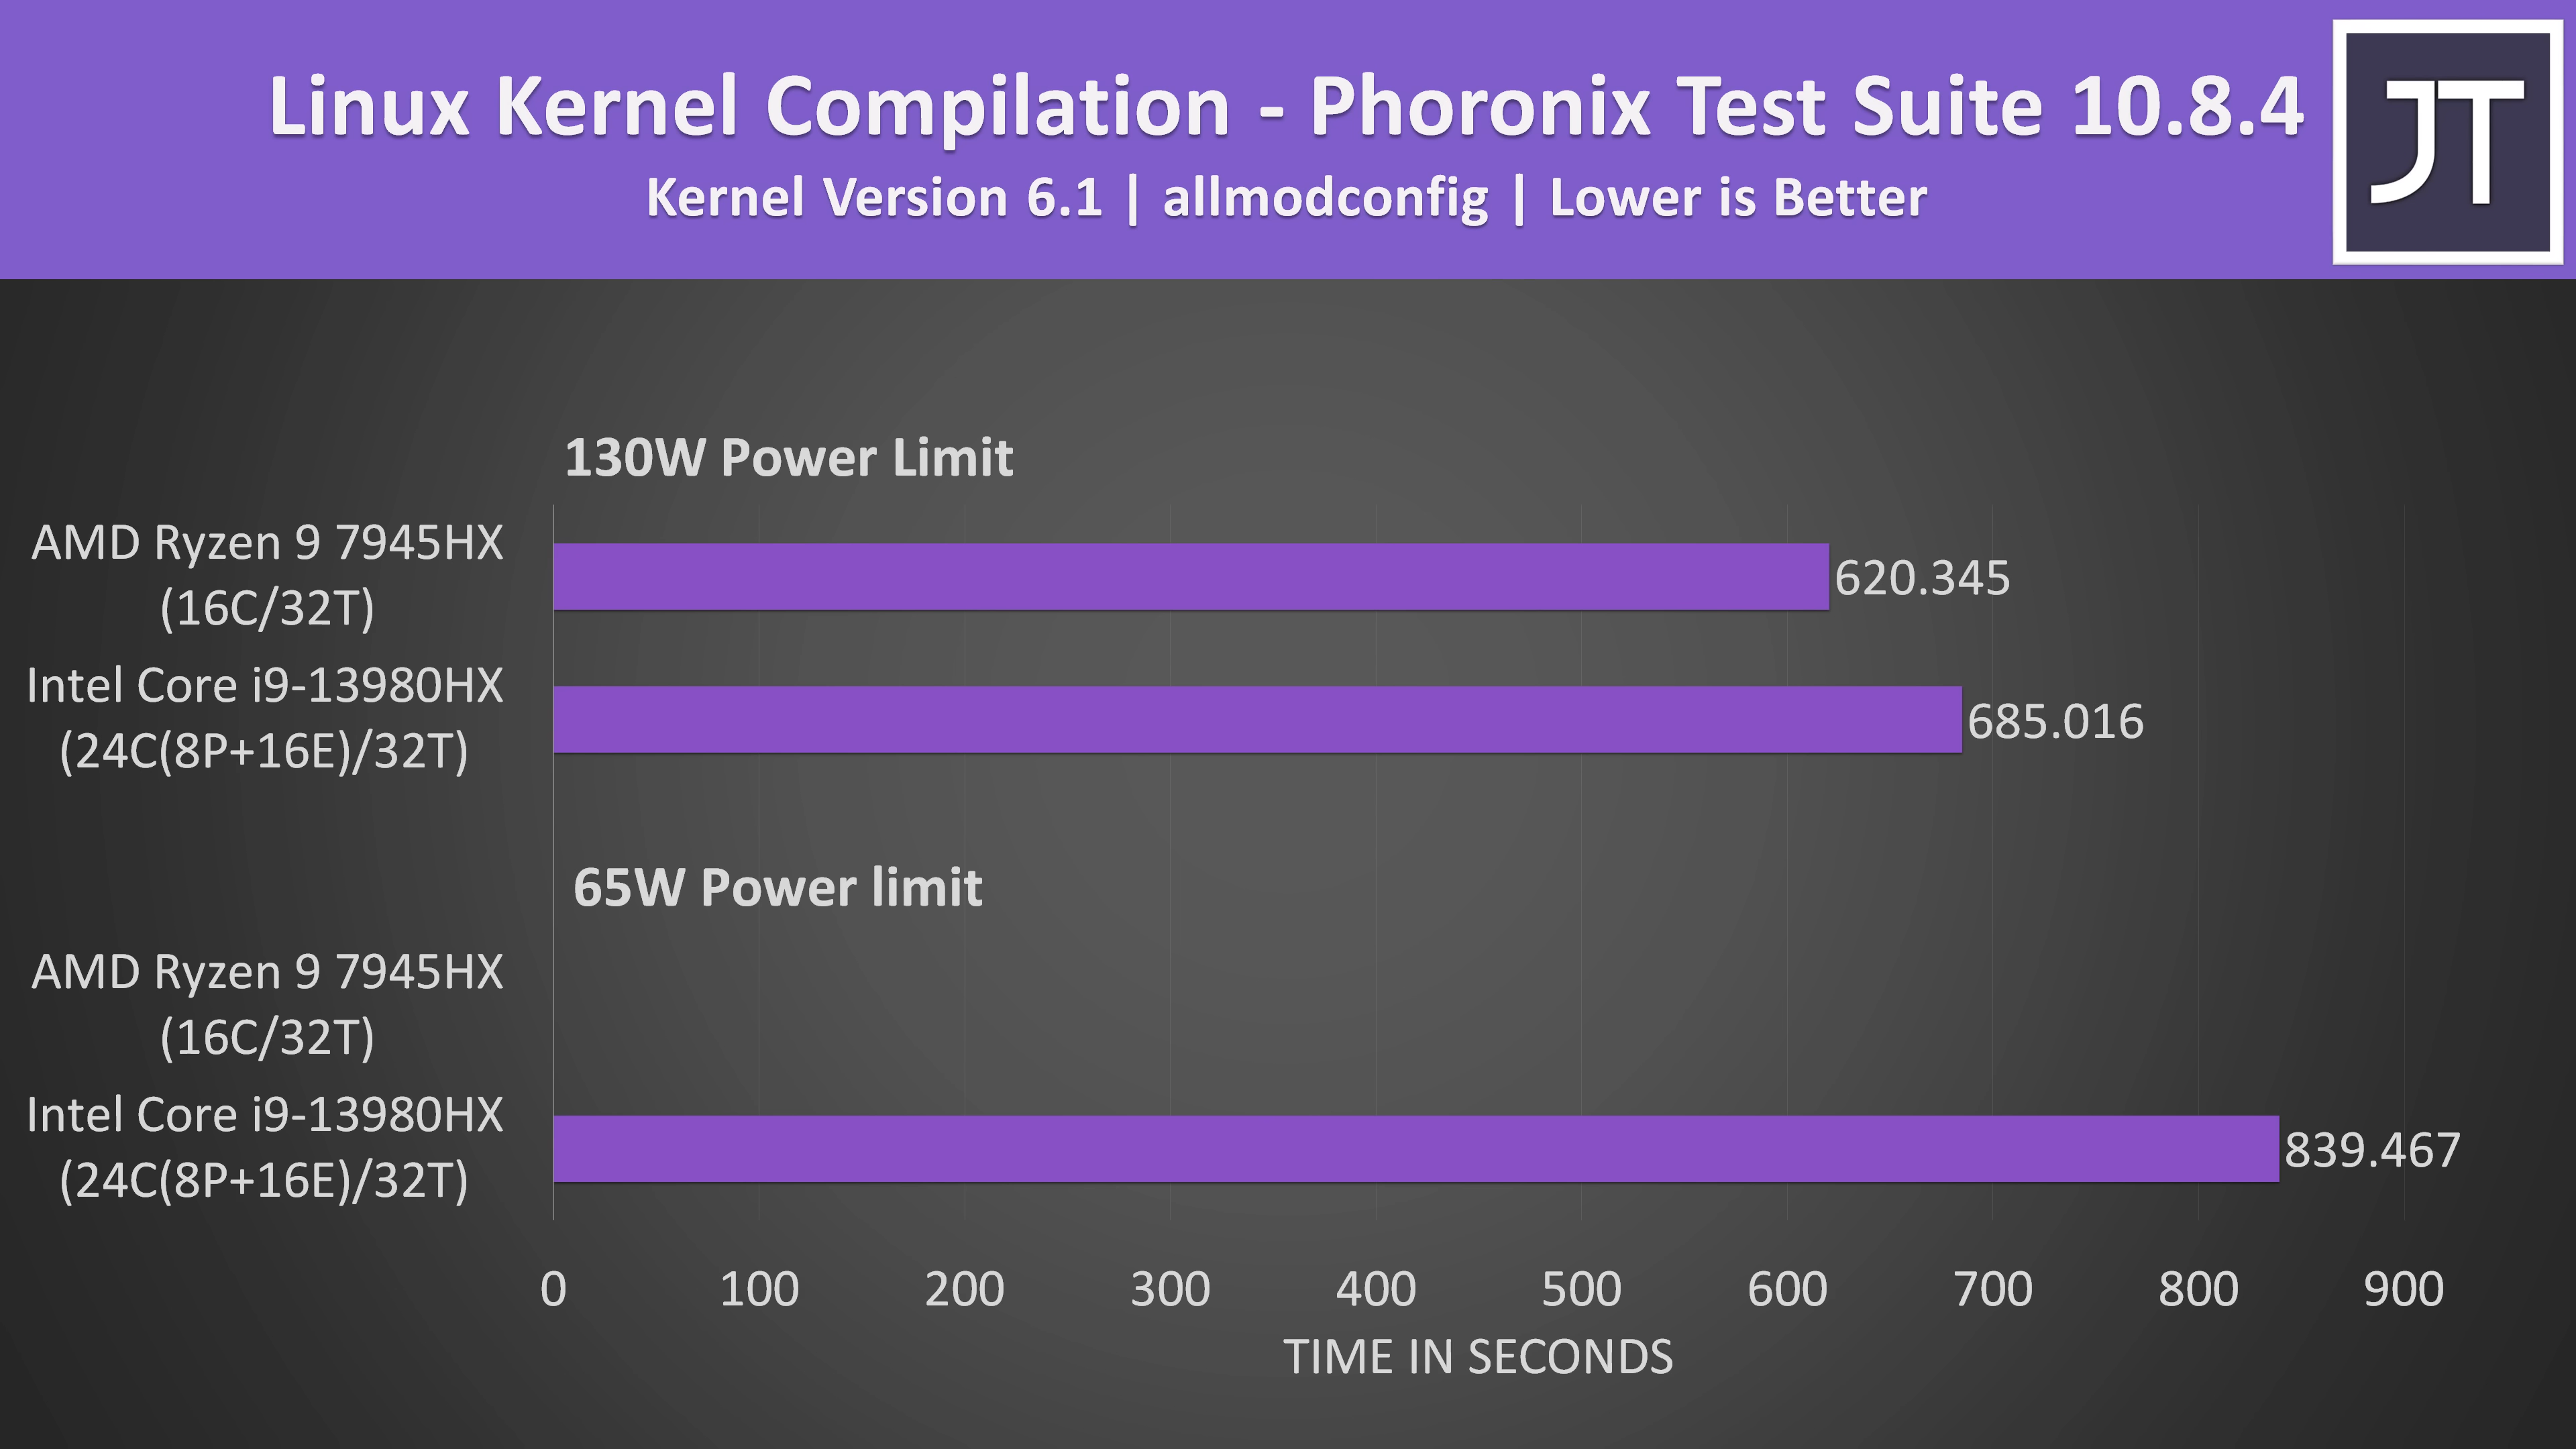 Linux Kernel Compilation - Phoronix Test Suite 10.8.4
Kernel Version 6.1 | allmodconfig | Lower is Better
JT
130W Power Limit
AMD Ryzen 9 7945HX
(16C/32T)
620.345
Intel Core i9-13980HX
(24C(8P+16E)/32T)
685.016
65W Power limit
AMD Ryzen 9 7945HX
(16C/32T)
Intel Core i9-13980HX
(24C(8P+16E)/32T)
839.467
0 100 200 300 400 500 600 700 800 900
TIME IN SECONDS